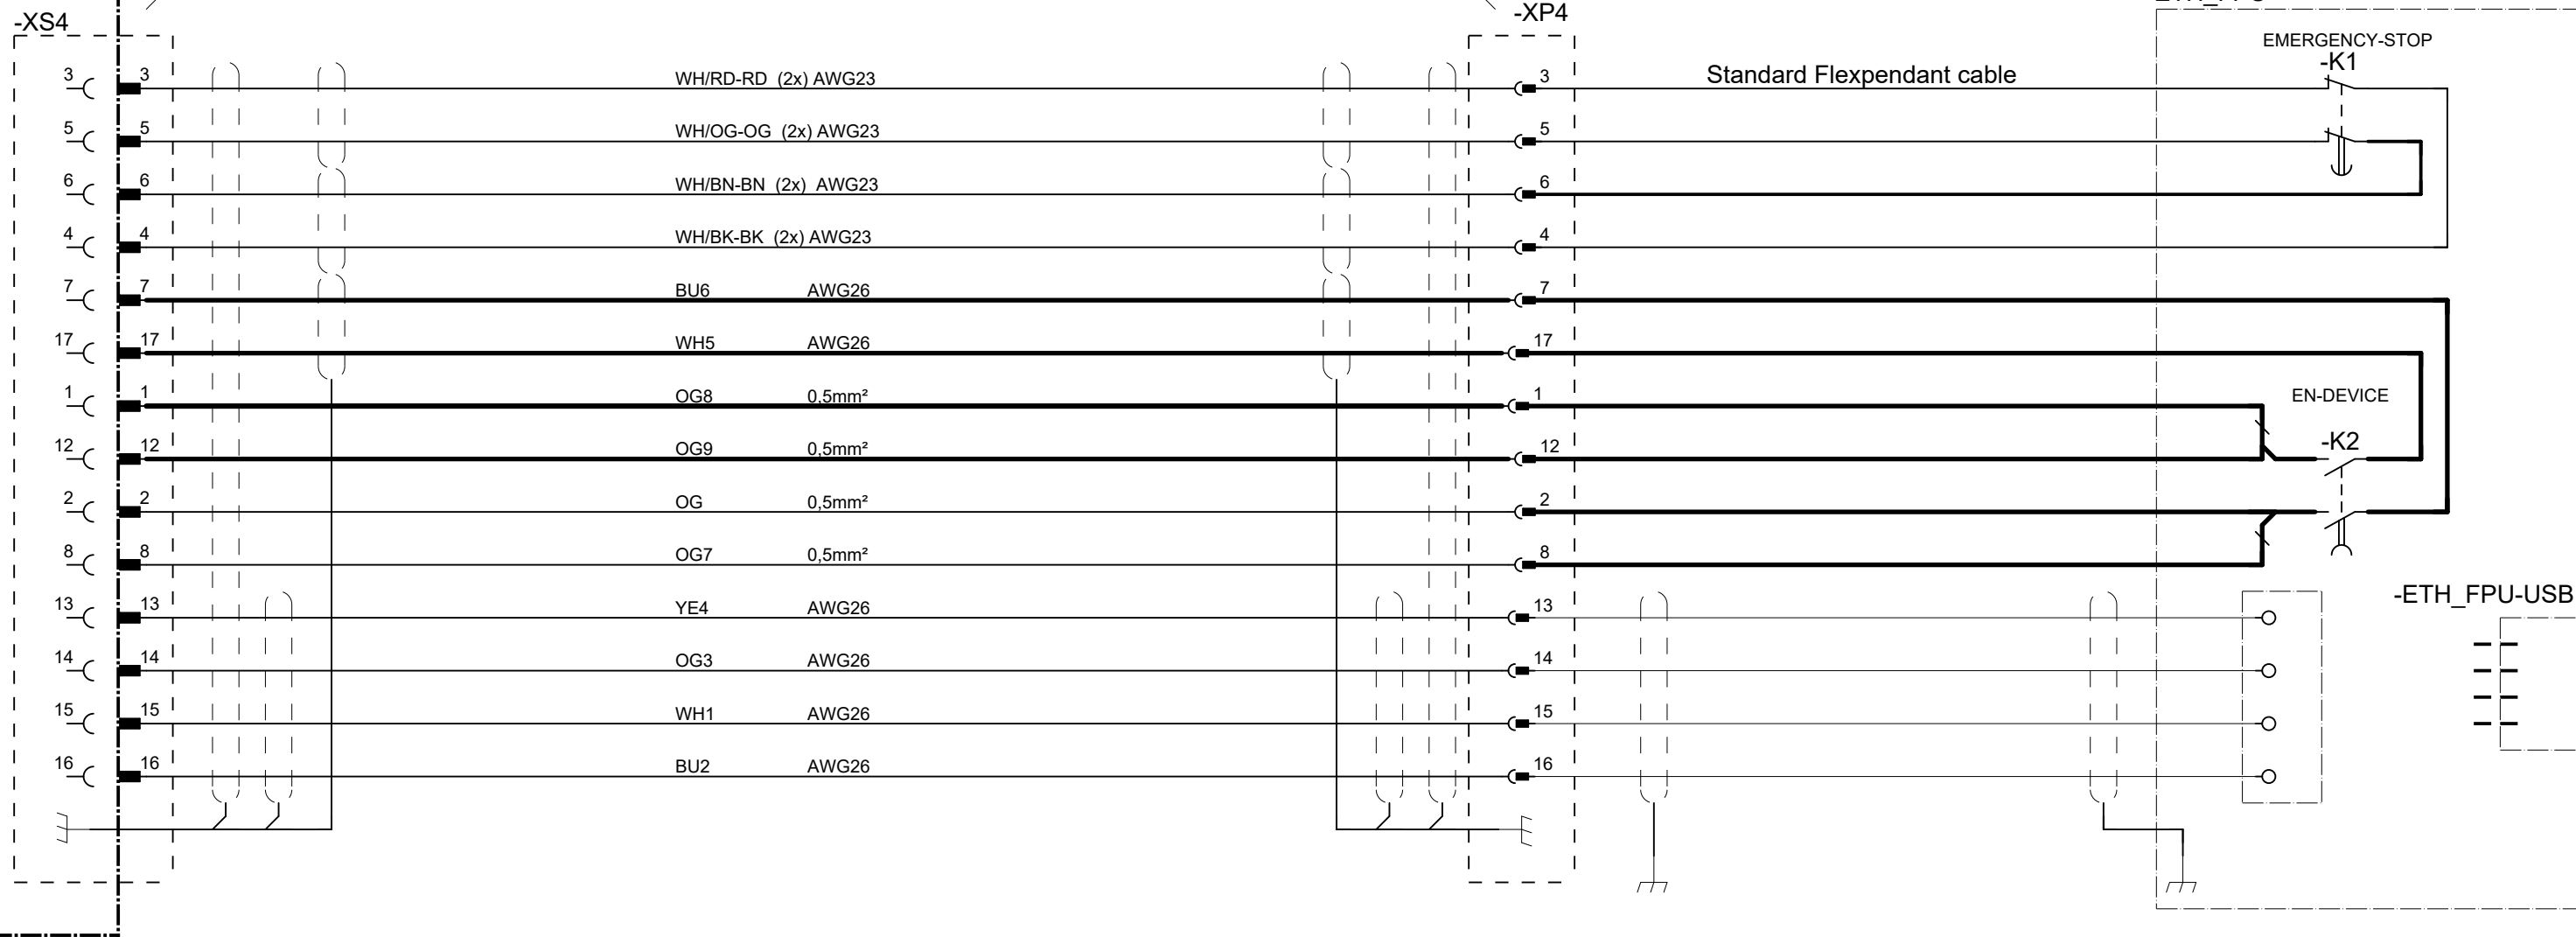 -XS4
-XP4
EMERGENCY-STOP
-K1
3 3 WH/RD-RD (2x) AWG23 3 Standard Flexpendant cable
5 5 WH/OG-OG (2x) AWG23 5
6 6 WH/BN-BN (2x) AWG23 6
4 4 WH/BK-BK (2x) AWG23 4
7 7 BU6 AWG26 7
17 17 WH5 AWG26 17
1 1 OG8 0,5mm² 1 EN-DEVICE
12 12 OG9 0,5mm² 12 -K2
2 2 OG 0,5mm² 2
8 8 OG7 0,5mm² 8
13 13 YE4 AWG26 13 -ETH_FPU-USB
14 14 OG3 AWG26 14
15 15 WH1 AWG26 15
16 16 BU2 AWG26 16